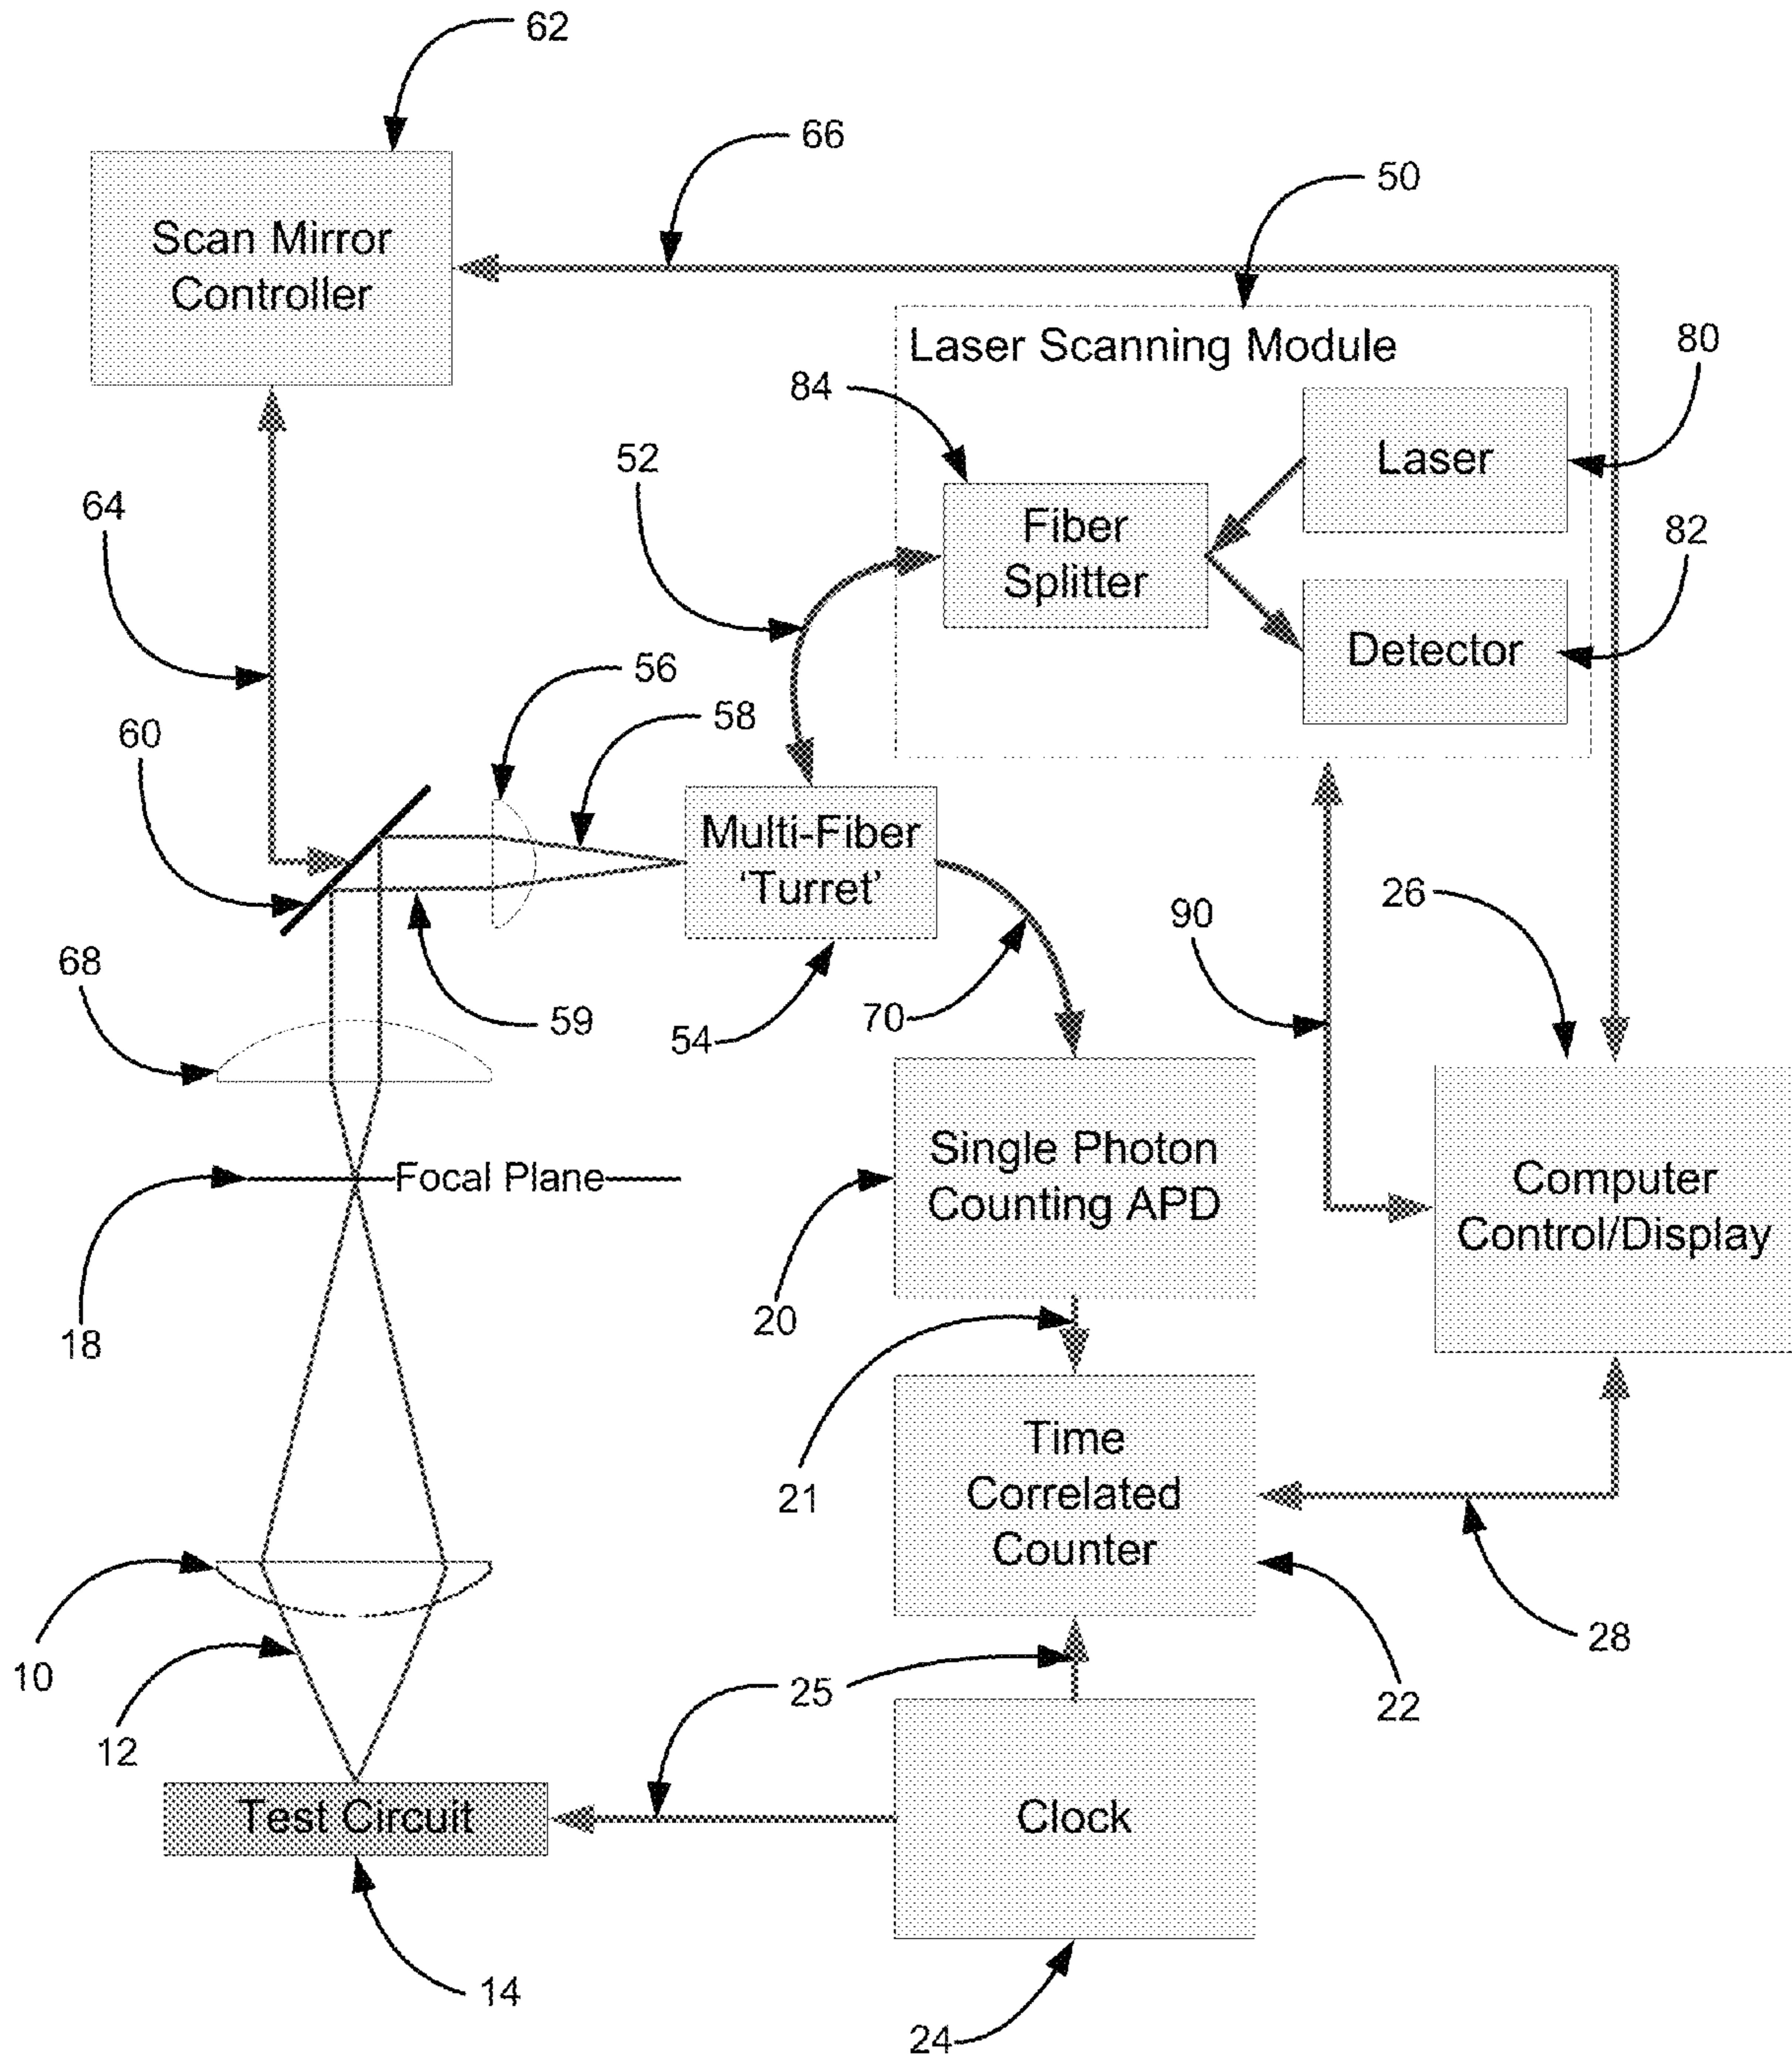 62
66
50
Scan Mirror
Controller
Laser Scanning Module
80
84
Laser
52
64
Fiber
Splitter
82
Detector
56
58
60
Multi-Fiber
'Turret'
26
90
68
59
70
54
Single Photon
Counting APD
Focal Plane
Computer
Control/Display
18
20
21
Time
Correlated
Counter
10
28
25
22
12
Test Circuit
Clock
14
24